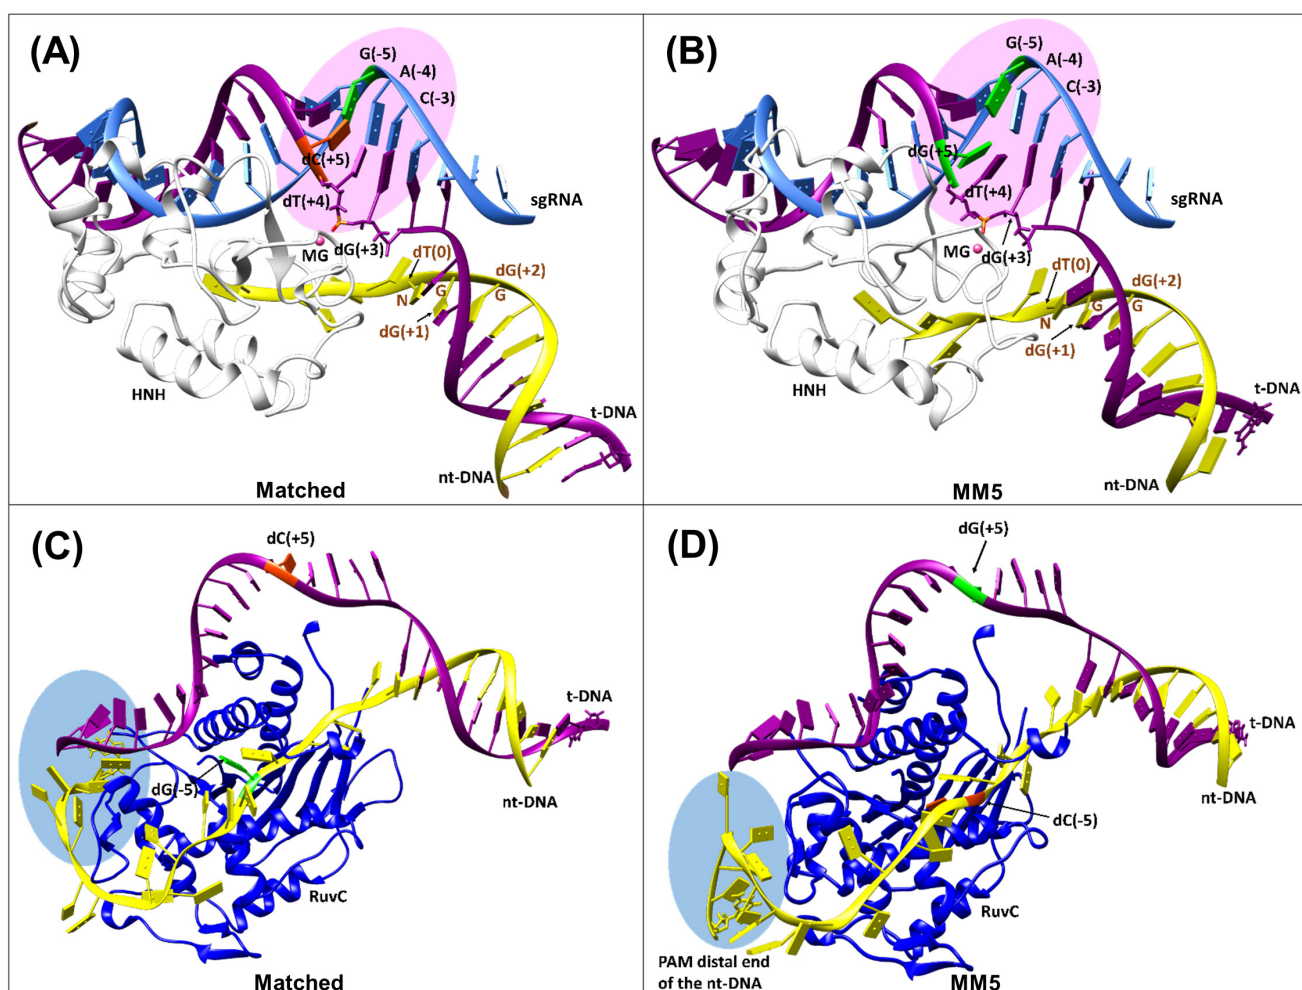 (A)
G(-5)
A(-4)
C(-3)
dC(+5)
dT(+4)
sgRNA
MG
dG(+3)
dT(0)
dG(+2)
N
G
G
dG(+1)
HNH
t-DNA
nt-DNA
Matched
(B)
G(-5)
A(-4)
C(-3)
dG(+5)
dT(+4)
sgRNA
MG
dG(+3)
dT(0)
dG(+2)
N
G
G
dG(+1)
HNH
t-DNA
nt-DNA
MM5
(C)
dC(+5)
t-DNA
dG(-5)
nt-DNA
RuvC
Matched
(D)
dG(+5)
t-DNA
nt-DNA
dC(-5)
RuvC
PAM distal end
of the nt-DNA
MM5